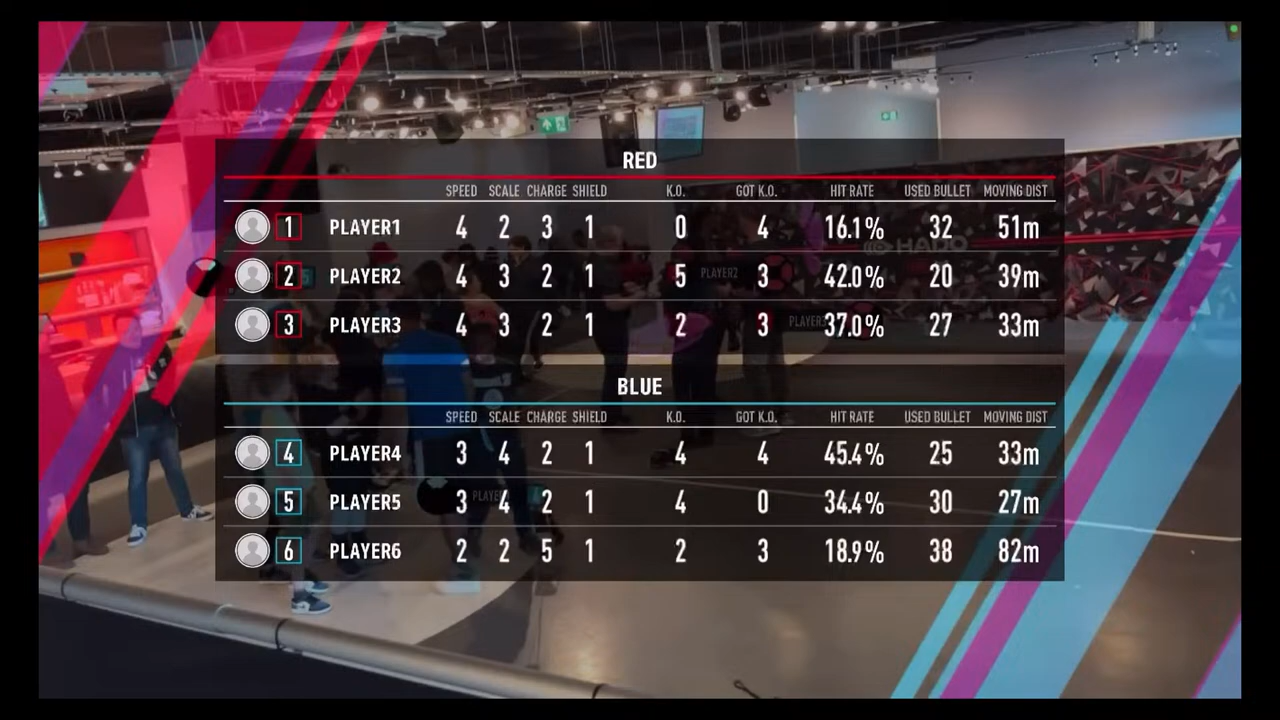 RED
SPEED SCALE CHARGE SHIELD K.O. GOT K.O. HIT RATE USED BULLET MOVING DIST
1 PLAYER1 4 2 3 1 0 4 16.1% 32 51m
2 PLAYER2 4 3 2 1 5 3 42.0% 20 39m
3 PLAYER3 4 3 2 1 2 3 37.0% 27 33m
BLUE
SPEED SCALE CHARGE SHIELD K.O. GOT K.O. HIT RATE USED BULLET MOVING DIST
4 PLAYER4 3 4 2 1 4 4 45.4% 25 33m
5 PLAYER5 3 4 2 1 4 0 34.4% 30 27m
6 PLAYER6 2 2 5 1 2 3 18.9% 38 82m
HADO
PLAYER2